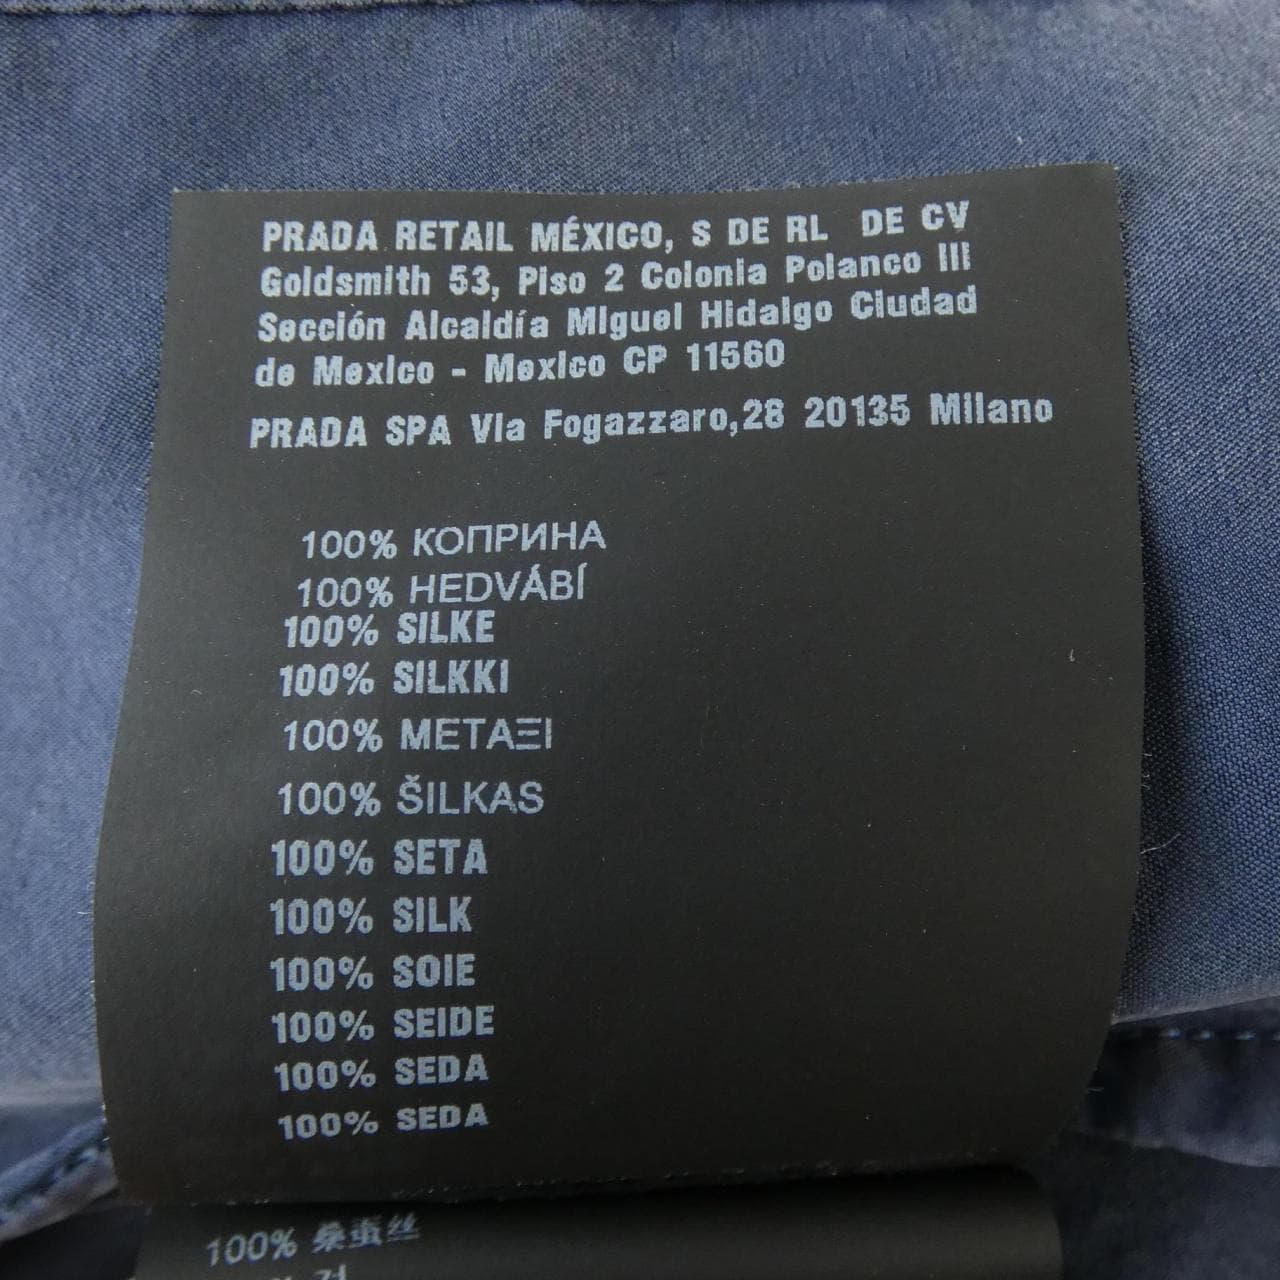 PRADA RETAIL MÉXICO, S DE RL DE CV
Goldsmith 53, Piso 2 Colonia Polanco III
Sección Alcaldía Miguel Hidalgo Ciudad
de Mexico - Mexico CP 11560
PRADA SPA Via Fogazzaro,28 20135 Milano
100% КОПРИНА
100% HEDVÁBÍ
100% SILKE
100% SILKKI
100% ΜΕΤΑΞΙ
100% ŠILKAS
100% SETA
100% SILK
100% SOIE
100% SEIDE
100% SEDA
100% SEDA
100% 桑蚕丝